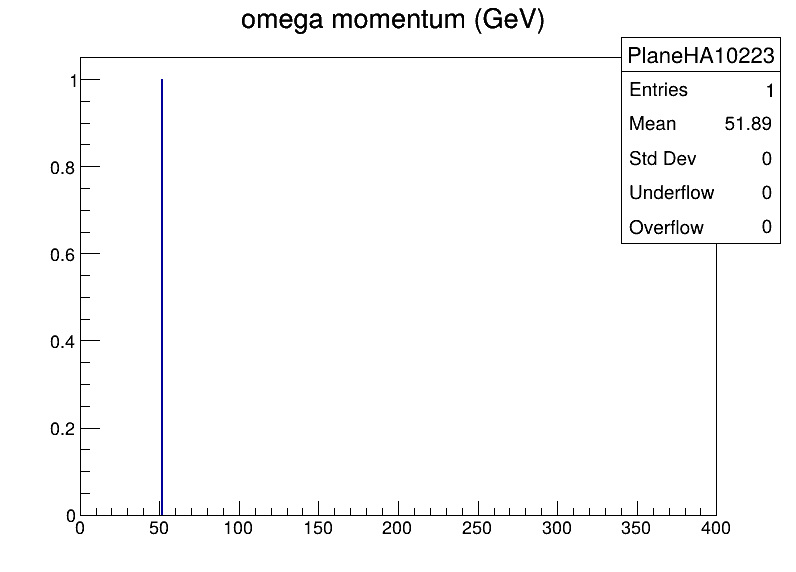 omega momentum (GeV)
PlaneHA10223
Entries 1
Mean 51.89
Std Dev 0
Underflow 0
Overflow 0
1
0.8
0.6
0.4
0.2
0
0 50 100 150 200 250 300 350 400